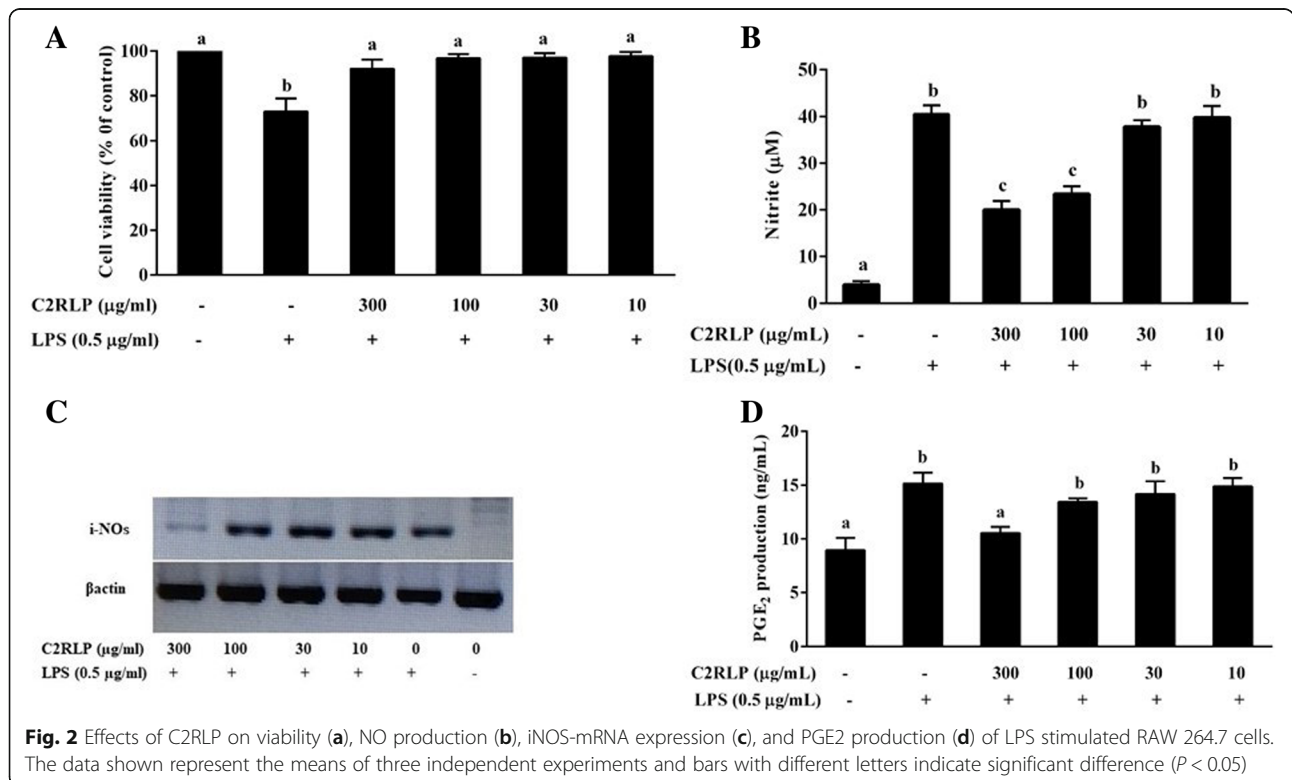 A
a
b
a
a
a
a
100
80
60
40
20
0
Cell viability (% 0f control)
C2RLP (μg/ml) - - 300 100 30 10
LPS (0.5 μg/ml) - + + + + +
B
50
40
30
20
10
0
Nitrite (μM)
a
b
c
c
b
b
C2RLP (μg/mL) - - 300 100 30 10
LPS(0.5 μg/mL) - + + + + +
C
i-NOs
βactin
C2RLP (μg/ml) 300 100 30 10 0 0
LPS (0.5 μg/ml) + + + + + -
D
20
15
10
5
0
PGE2 production (ng/mL)
a
b
a
b
b
b
C2RLP (μg/mL) - - 300 100 30 10
LPS (0.5 μg/mL) - + + + + +
Fig. 2 Effects of C2RLP on viability (a), NO production (b), iNOS-mRNA expression (c), and PGE2 production (d) of LPS stimulated RAW 264.7 cells.
The data shown represent the means of three independent experiments and bars with different letters indicate significant difference (P < 0.05)